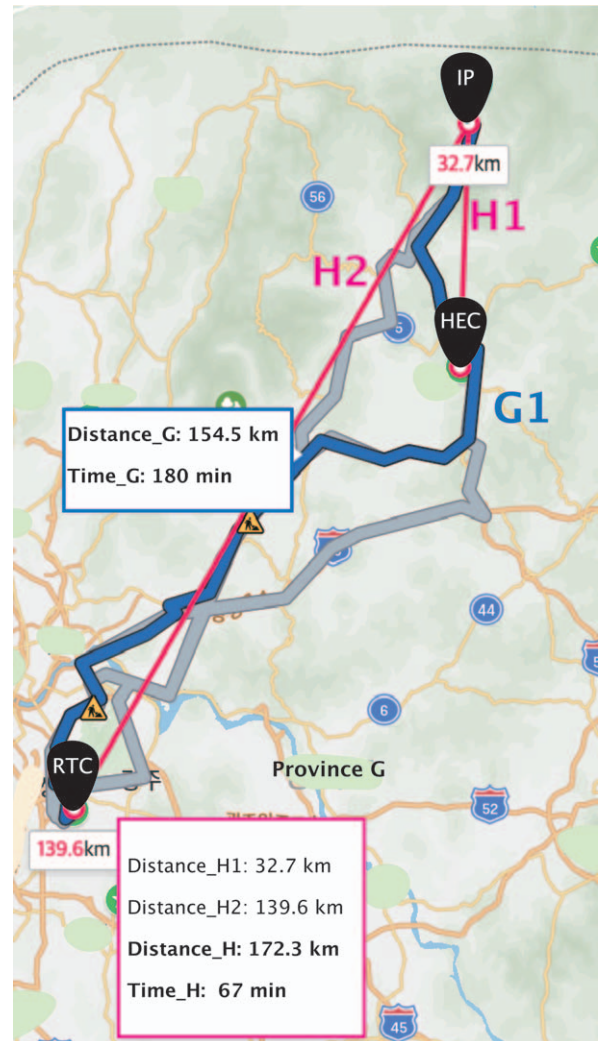 IP
32.7km
56
H1
H2
HEC
5
G1
Distance_G: 154.5 km
Time_G: 180 min
44
6
RTC
주
Province G
52
139.6km
Distance_H1: 32.7 km
Distance_H2: 139.6 km
Distance_H: 172.3 km
Time_H: 67 min
45